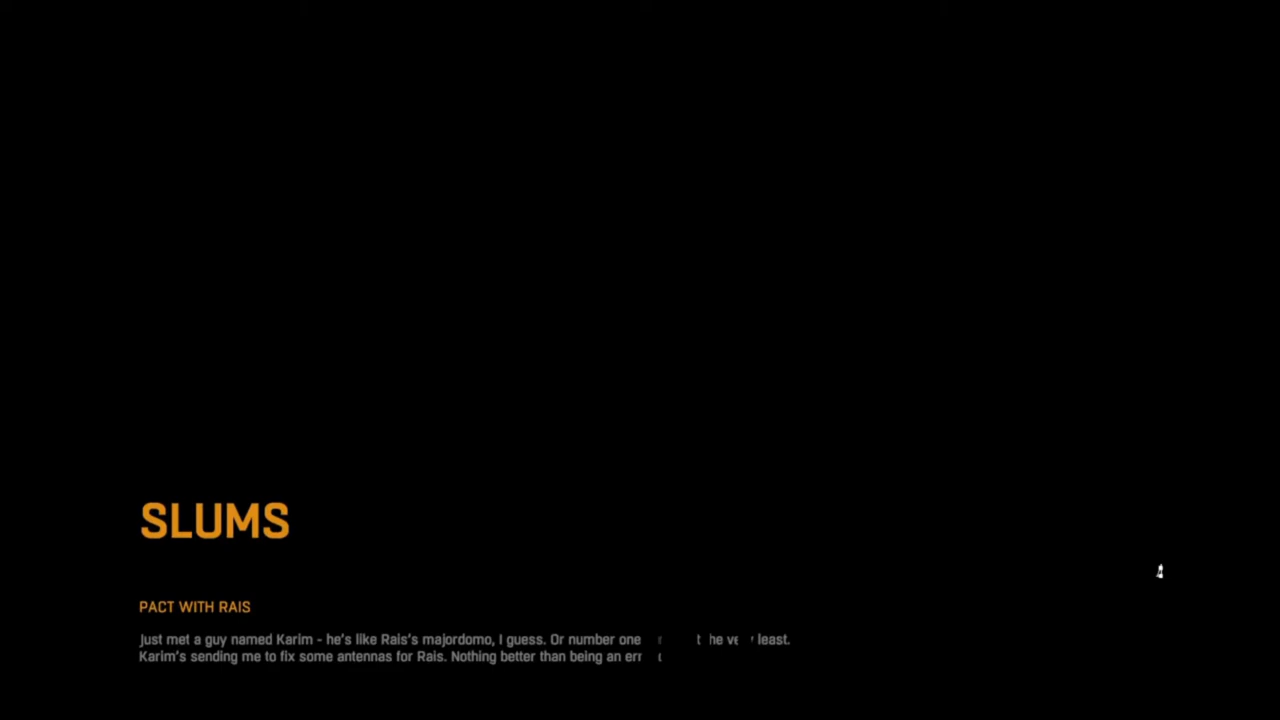 SLUMS
PACT WITH RAIS
Just met a guy named Karim - he's like Rais's majordomo, I guess. Or number one least.
Karim's sending me to fix some antennas for Rais. Nothing better than being an